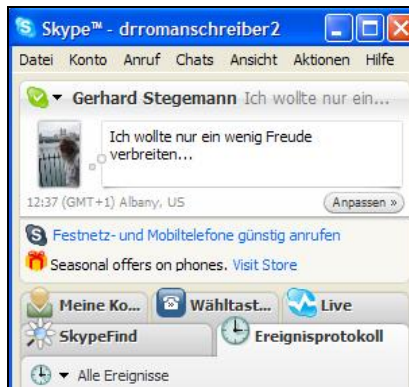 Skype™ - drromanschreiber2
Datei Konto Anruf Chats Ansicht Aktionen Hilfe
Gerhard Stegemann Ich wollte nur ein...
Ich wollte nur ein wenig Freude
verbreiten...
12:37 (GMT+1) Albany, US Anpassen »
Festnetz- und Mobiltelefone günstig anrufen
Seasonal offers on phones. Visit Store
Meine Ko... Wähltast... Live
SkypeFind Ereignisprotokoll
Alle Ereignisse